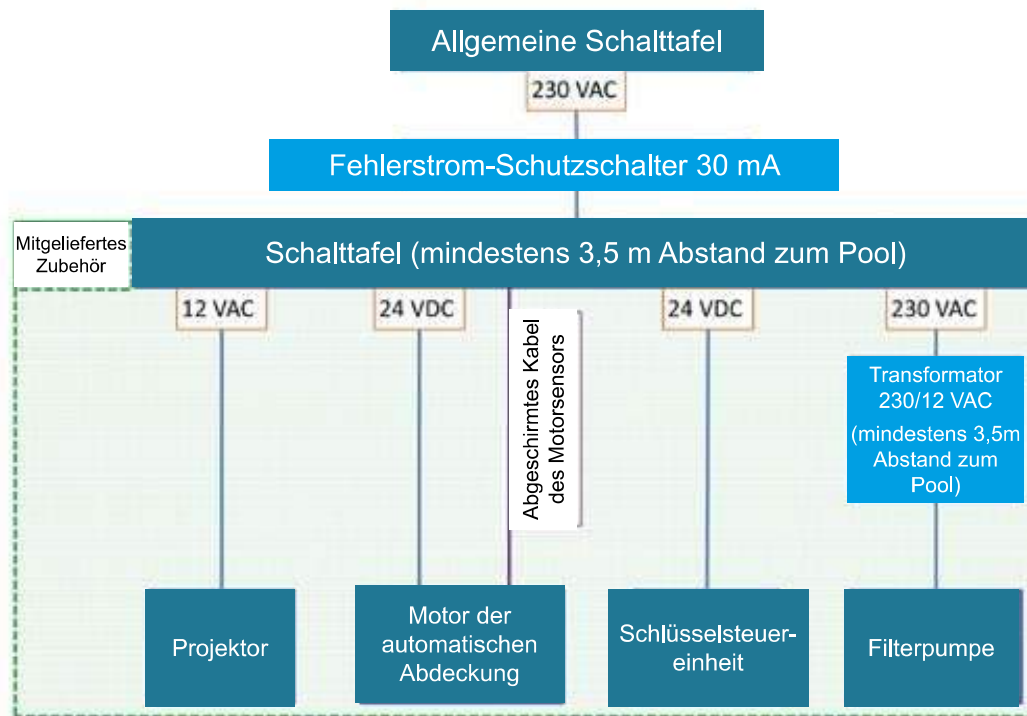 Allgemeine Schalttafel
230 VAC
Fehlerstrom-Schutzschalter 30 mA
Mitgeliefertes
Zubehör
Schalttafel (mindestens 3,5 m Abstand zum Pool)
12 VAC
24 VDC
24 VDC
230 VAC
Abgeschirmtes Kabel
des Motorsensors
Transformator
230/12 VAC
(mindestens 3,5m
Abstand zum
Pool)
Projektor
Motor der
automatischen
Abdeckung
Schlüsselsteuer-
einheit
Filterpumpe